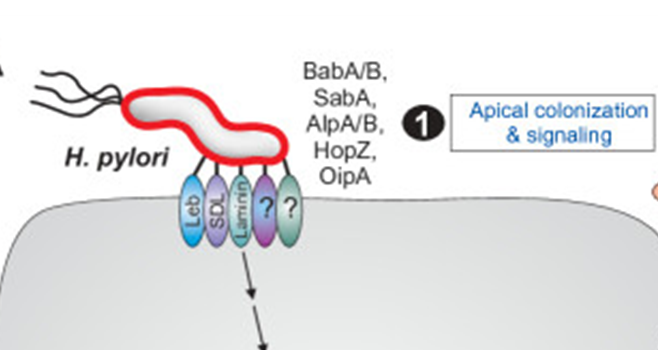 BabA/B,
SabA,
AlpA/B,
HopZ,
OipA
1
Apical colonization
& signaling
H. pylori
Leb
SDL
Laminin
?
?